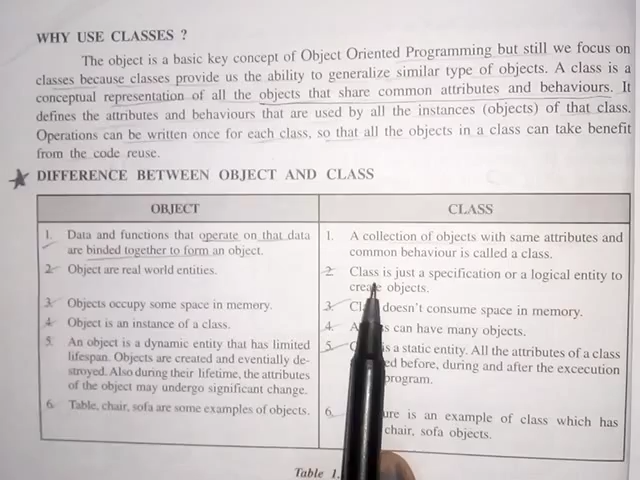 WHY USE CLASSES ?
The object is a basic key concept of Object Oriented Programming but still we focus on
classes because classes provide us the ability to generalize similar type of objects. A class is a
conceptual representation of all the objects that share common attributes and behaviours. It
defines the attributes and behaviours that are used by all the instances (objects) of that class.
Operations can be written once for each class, so that all the objects in a class can take benefit
from the code reuse.
DIFFERENCE BETWEEN OBJECT AND CLASS
OBJECT
1. Data and functions that operate on that data
are binded together to form an object.
2. Object are real world entities.
3. Objects occupy some space in memory.
4. Object is an instance of a class.
5. An object is a dynamic entity that has limited
lifespan. Objects are created and eventially de-
stroyed. Also during their lifetime, the attributes
of the object may undergo significant change.
6. Table, chair, sofa are some examples of objects.
CLASS
1. A collection of objects with same attributes and
common behaviour is called a class.
2. Class is just a specification or a logical entity to
create objects.
3. doesn't consume space in memory.
4. can have many objects.
5. is a static entity. All the attributes of a class
before, during and after the excecution
program.
6. is an example of class which has
chair, sofa objects.
Table 1.